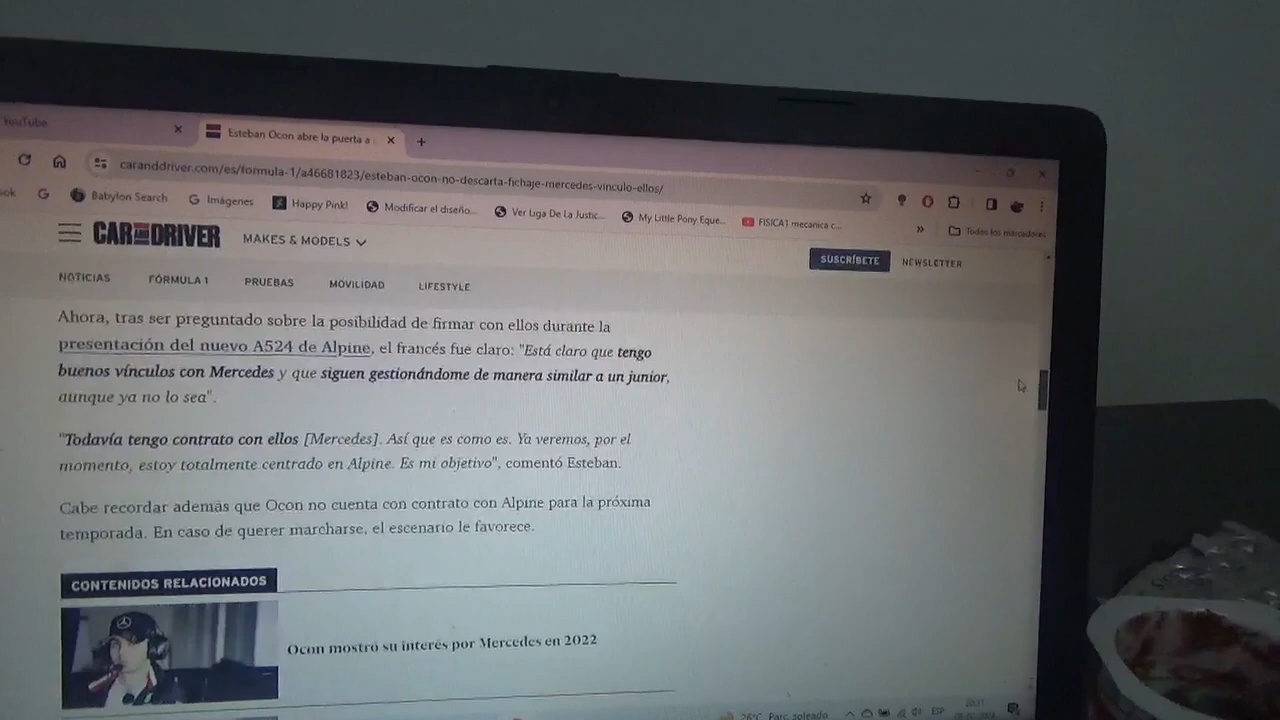 YouTube
Esteban Ocon abre la puerta a
caranddriver.com/es/formula-1/a46681823/esteban-ocon-no-descarta-fichaje-mercedes-vinculo-ellos/
ook
Babylon Search
Imágenes
Happy Pink!
Modificar el diseño...
Ver Liga De La Justic...
My Little Pony Eque...
FISICA1 mecanica c...
»
Todos los marcadores
CAR AND DRIVER
MAKES & MODELS
SUSCRÍBETE
NEWSLETTER
NOTICIAS
FÓRMULA 1
PRUEBAS
MOVILIDAD
LIFESTYLE
Ahora, tras ser preguntado sobre la posibilidad de firmar con ellos durante la
presentación del nuevo A524 de Alpine, el francés fue claro: "Está claro que tengo
buenos vínculos con Mercedes y que siguen gestionándome de manera similar a un junior,
aunque ya no lo sea".
"Todavía tengo contrato con ellos [Mercedes]. Así que es como es. Ya veremos, por el
momento, estoy totalmente centrado en Alpine. Es mi objetivo", comentó Esteban.
Cabe recordar además que Ocon no cuenta con contrato con Alpine para la próxima
temporada. En caso de querer marcharse, el escenario le favorece.
CONTENIDOS RELACIONADOS
Ocon mostró su interés por Mercedes en 2022
26°C Parc. soleado
ESP